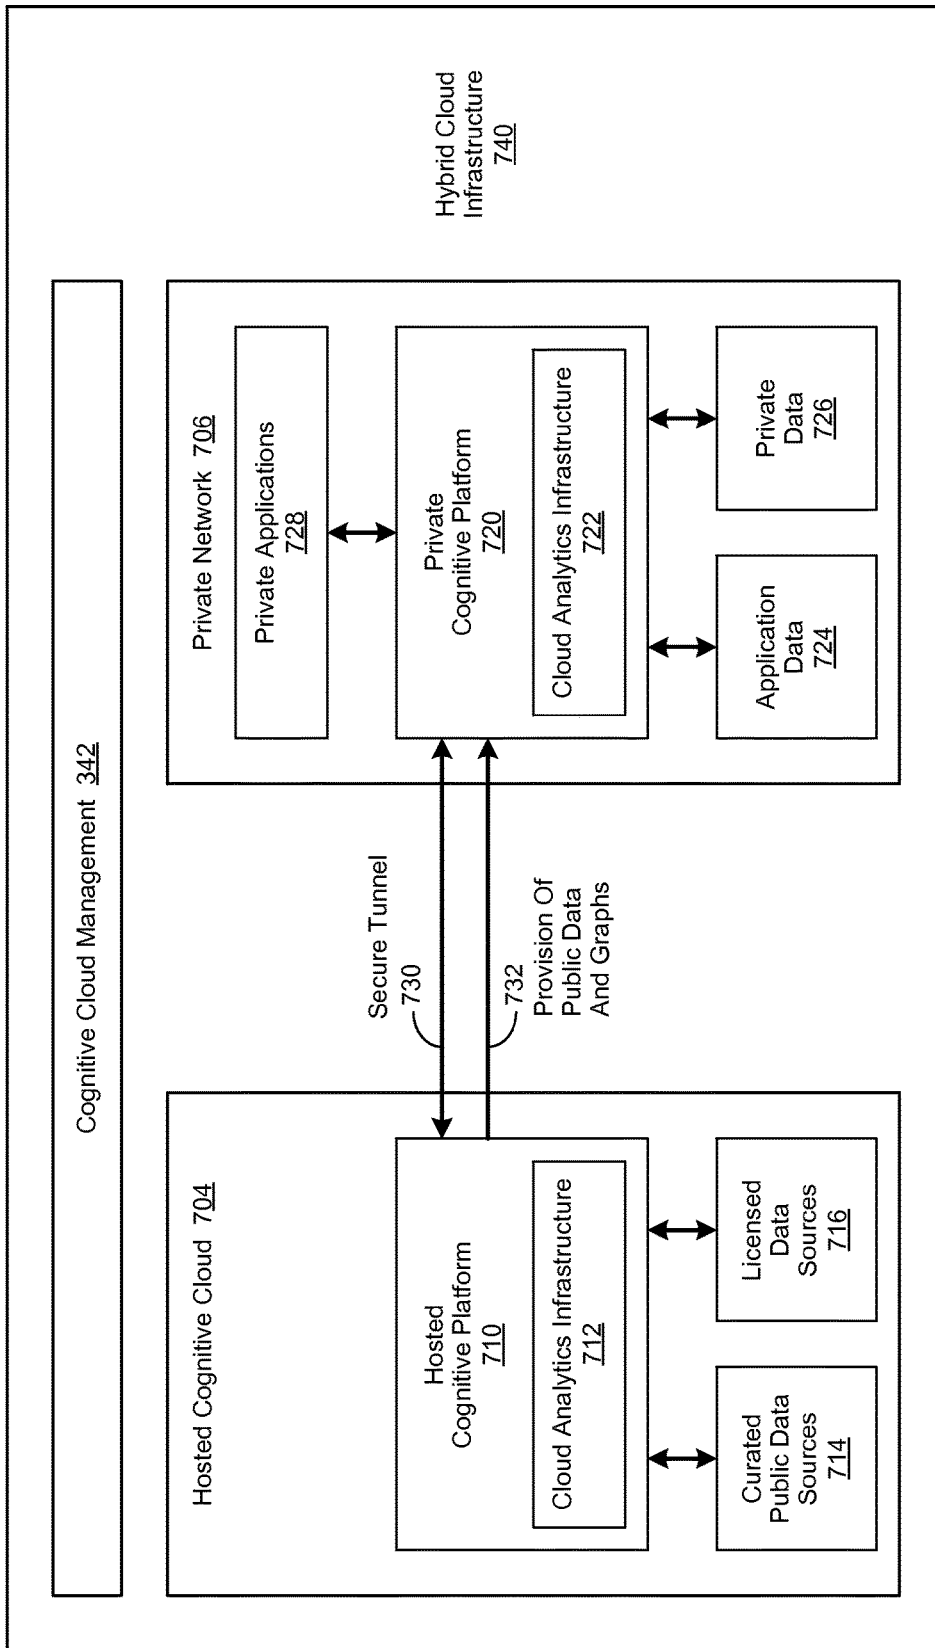 Cognitive Cloud Management 342
Hosted Cognitive Cloud 704
Hosted
Cognitive Platform
710
Cloud Analytics Infrastructure
712
Curated
Public Data
Sources
714
Licensed
Data
Sources
716
Secure Tunnel
730
732
Provision Of
Public Data
And Graphs
Private Network 706
Private Applications
728
Private
Cognitive Platform
720
Cloud Analytics Infrastructure
722
Application
Data
724
Private
Data
726
Hybrid Cloud
Infrastructure
740